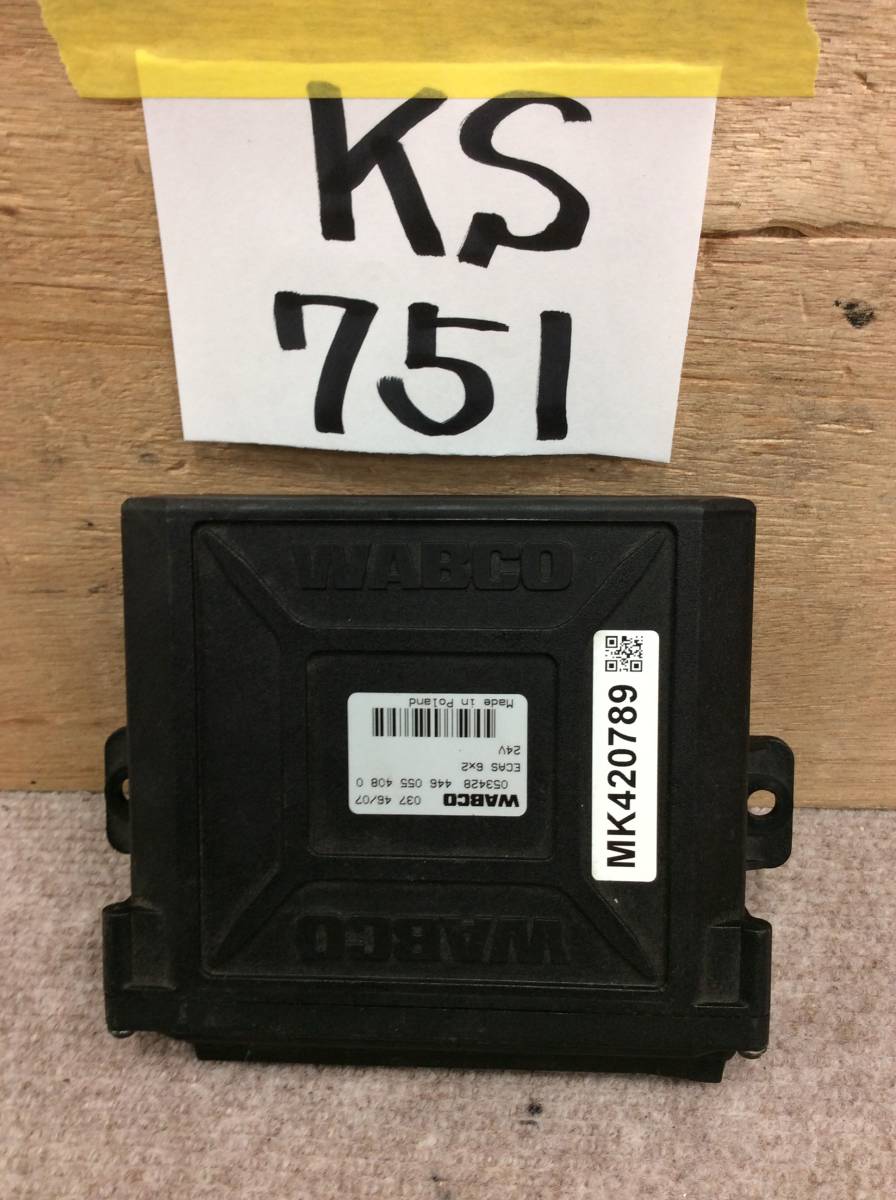 KS
751
WABCO
MK420789
WABCO 037 46/07
053428 446 055 408 0
ECAS 6x2
24V
Made in Poland
WABCO